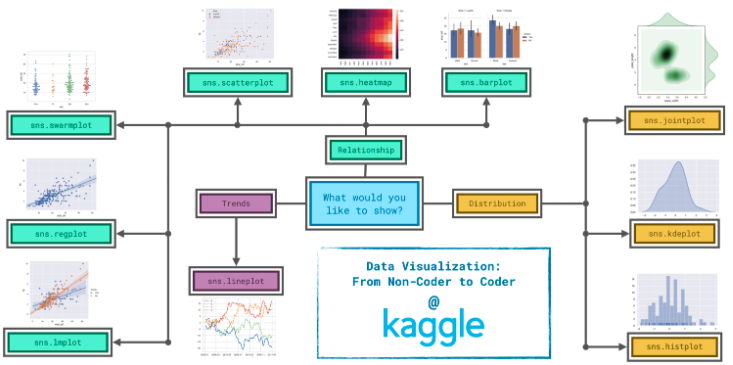 sns.scatterplot
sns.heatmap
sns.barplot
sns.swarmplot
sns.jointplot
Relationship
Trends
What would you
like to show?
Distribution
sns.regplot
sns.kdeplot
sns.lineplot
Data Visualization:
From Non-Coder to Coder
@
kaggle
sns.lmplot
sns.histplot